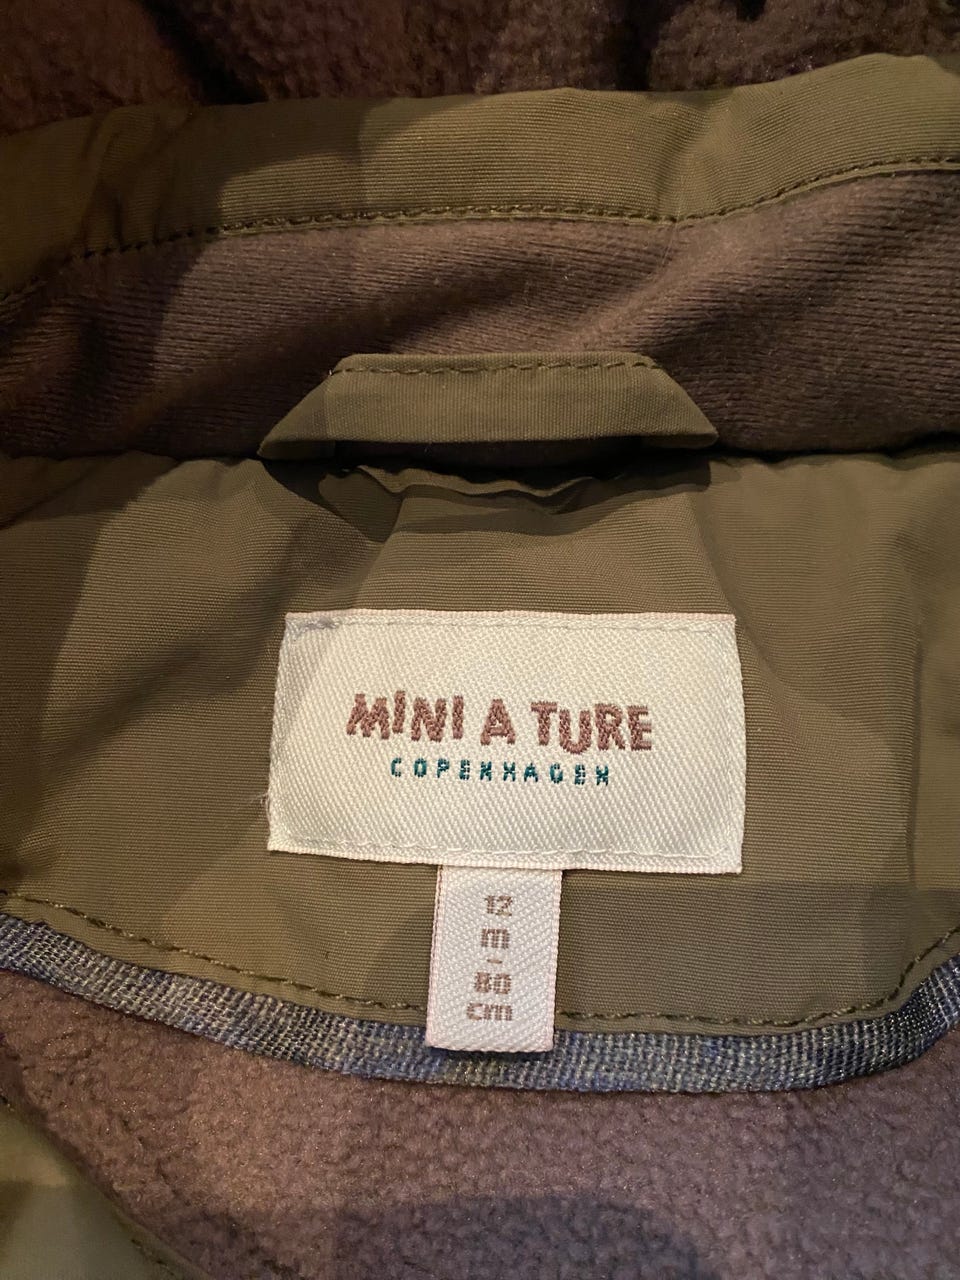 MINI A TURE
COPENHAGEN
12
m
-
80
cm